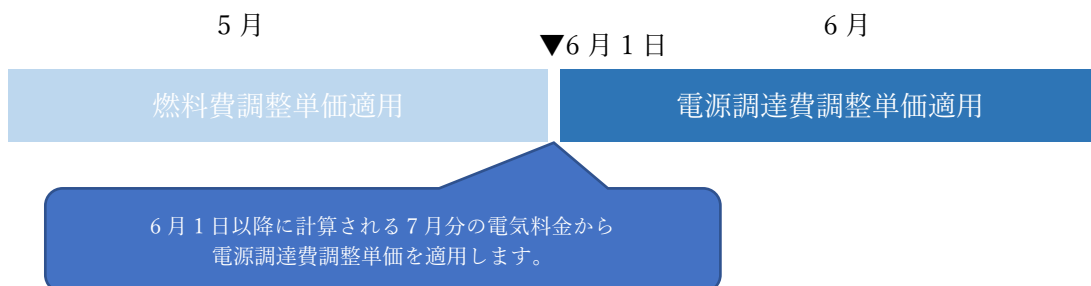 5月
▼6月1日
6月
燃料費調整単価適用
電源調達費調整単価適用
6月1日以降に計算される7月分の電気料金から
電源調達費調整単価を適用します。